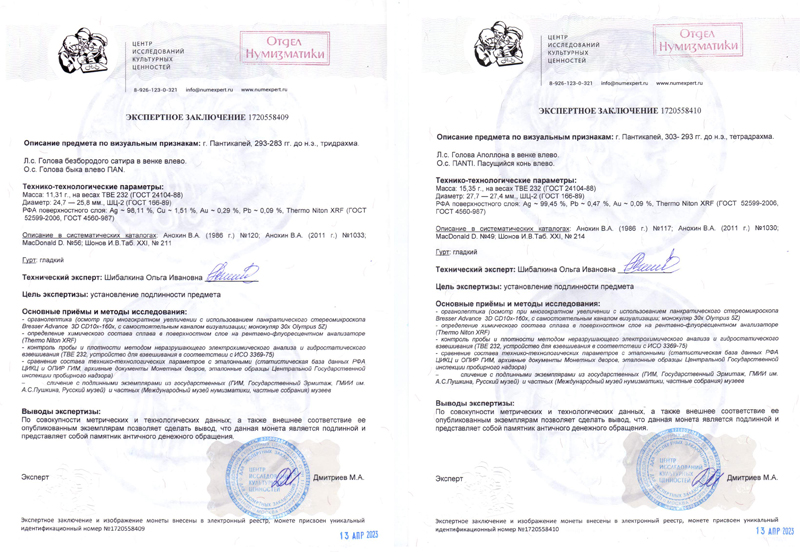 ЦЕНТР
ИССЛЕДОВАНИЙ
КУЛЬТУРНЫХ
ЦЕННОСТЕЙ
Отдел
Нумизматики
8-926-123-0-321 info@numexpert.ru www.numexpert.ru
ЭКСПЕРТНОЕ ЗАКЛЮЧЕНИЕ 1720558409
Описание предмета по визуальным признакам: г. Пантикапей, 293-283 гг. до н.э., тридрахма.
Л.с. Голова безбородого сатира в венке влево.
О.с. Голова быка влево ПAN.
Технико-технологические параметры:
Масса: 11,31 г., на весах ТВЕ 232 (ГОСТ 24104-88)
Диаметр: 24,7 – 25,8 мм., ШЦ-2 (ГОСТ 166-89)
РФА поверхностного слоя: Ag ~ 98,11 %, Cu ~ 1,51 %, Au ~ 0,29 %, Pb ~ 0,09 %, Thermo Niton XRF (ГОСТ
52599-2006, ГОСТ 4560-987)
Описание в систематических каталогах: Анохин В.А. (1986 г.) №120; Анохин В.А. (2011 г.) №1033;
MacDonald D. №56; Шонов И.В.Таб. XXI, № 211
Гурт: гладкий
Технический эксперт: Шибалкина Ольга Ивановна
Цель экспертизы: установление подлинности предмета
Основные приёмы и методы исследования:
- органолептика (осмотр при многократном увеличении с использованием панкратического стереомикроскопа
Bresser Advance 3D CD10x-160x, с самостоятельным каналом визуализации; монокуляр 30x Olympus 5Z)
- определение химического состава сплава в поверхностном слое на рентгено-флуоресцентном анализаторе
(Thermo Niton XRF)
- контроль пробы и плотности методом неразрушающего электрохимического анализа и гидростатического
взвешивания (ТВЕ 232, устройство для взвешивания в соответствии с ИСО 3369-75)
- сравнение состава технико-технологических параметров с эталонными (статистическая база данных РФА
ЦИКЦ и ОПИР ГИМ, архивные документы Монетных дворов, эталонные образцы Центральной Государственной
инспекции пробирного надзора)
– сличение с подлинными экземплярами из государственных (ГИМ, Государственный Эрмитаж, ГМИИ им.
А.С.Пушкина, Русский музей) и частных (Международный музей нумизматики, частные собрания) музеев
Выводы экспертизы:
По совокупности метрических и технологических данных, а также внешнее соответствие ее
опубликованным экземплярам позволяет сделать вывод, что данная монета является подлинной и
представляет собой памятник античного денежного обращения.
Эксперт
ЦЕНТР
ИССЛЕДОВАНИЙ
КУЛЬТУРНЫХ
ЦЕННОСТЕЙ
Дмитриев М.А.
Экспертное заключение и изображение монеты внесены в электронный реестр, монете присвоен уникальный
идентификационный номер №1720558409
13 АПР 2023
ЦЕНТР
ИССЛЕДОВАНИЙ
КУЛЬТУРНЫХ
ЦЕННОСТЕЙ
Отдел
Нумизматики
8-926-123-0-321 info@numexpert.ru www.numexpert.ru
ЭКСПЕРТНОЕ ЗАКЛЮЧЕНИЕ 1720558410
Описание предмета по визуальным признакам: г. Пантикапей, 303- 293 гг. до н.э., тетрадрахма.
Л.с. Голова Аполлона в венке влево.
О.с. ПANTI. Пасущийся конь влево.
Технико-технологические параметры:
Масса: 15,35 г., на весах ТВЕ 232 (ГОСТ 24104-88)
Диаметр: 27,7 – 27,4 мм., ШЦ-2 (ГОСТ 166-89)
РФА поверхностного слоя: Ag ~ 99,45 %, Pb ~ 0,47 %, Au ~ 0,09 %, Thermo Niton XRF (ГОСТ 52599-2006,
ГОСТ 4560-987)
Описание в систематических каталогах: Анохин В.А. (1986 г.) №117; Анохин В.А. (2011 г.) №1030;
MacDonald D. №49; Шонов И.В.Таб. XXI, № 214
Гурт: гладкий
Технический эксперт: Шибалкина Ольга Ивановна
Цель экспертизы: установление подлинности предмета
Основные приёмы и методы исследования:
- органолептика (осмотр при многократном увеличении с использованием панкратического стереомикроскопа
Bresser Advance 3D CD10x-160x, с самостоятельным каналом визуализации; монокуляр 30x Olympus 5Z)
- определение химического состава сплава в поверхностном слое на рентгено-флуоресцентном анализаторе
(Thermo Niton XRF)
- контроль пробы и плотности методом неразрушающего электрохимического анализа и гидростатического
взвешивания (ТВЕ 232, устройство для взвешивания в соответствии с ИСО 3369-75)
- сравнение состава технико-технологических параметров с эталонными (статистическая база данных РФА
ЦИКЦ и ОПИР ГИМ, архивные документы Монетных дворов, эталонные образцы Центральной Государственной
инспекции пробирного надзора)
– сличение с подлинными экземплярами из государственных (ГИМ, Государственный Эрмитаж, ГМИИ им.
А.С.Пушкина, Русский музей) и частных (Международный музей нумизматики, частные собрания) музеев
Выводы экспертизы:
По совокупности метрических и технологических данных, а также внешнее соответствие ее
опубликованным экземплярам позволяет сделать вывод, что данная монета является подлинной и
представляет собой памятник античного денежного обращения.
Эксперт
ЦЕНТР
ИССЛЕДОВАНИЙ
КУЛЬТУРНЫХ
ЦЕННОСТЕЙ
Дмитриев М.А.
Экспертное заключение и изображение монеты внесены в электронный реестр, монете присвоен уникальный
идентификационный номер №1720558410
13 АПР 2023